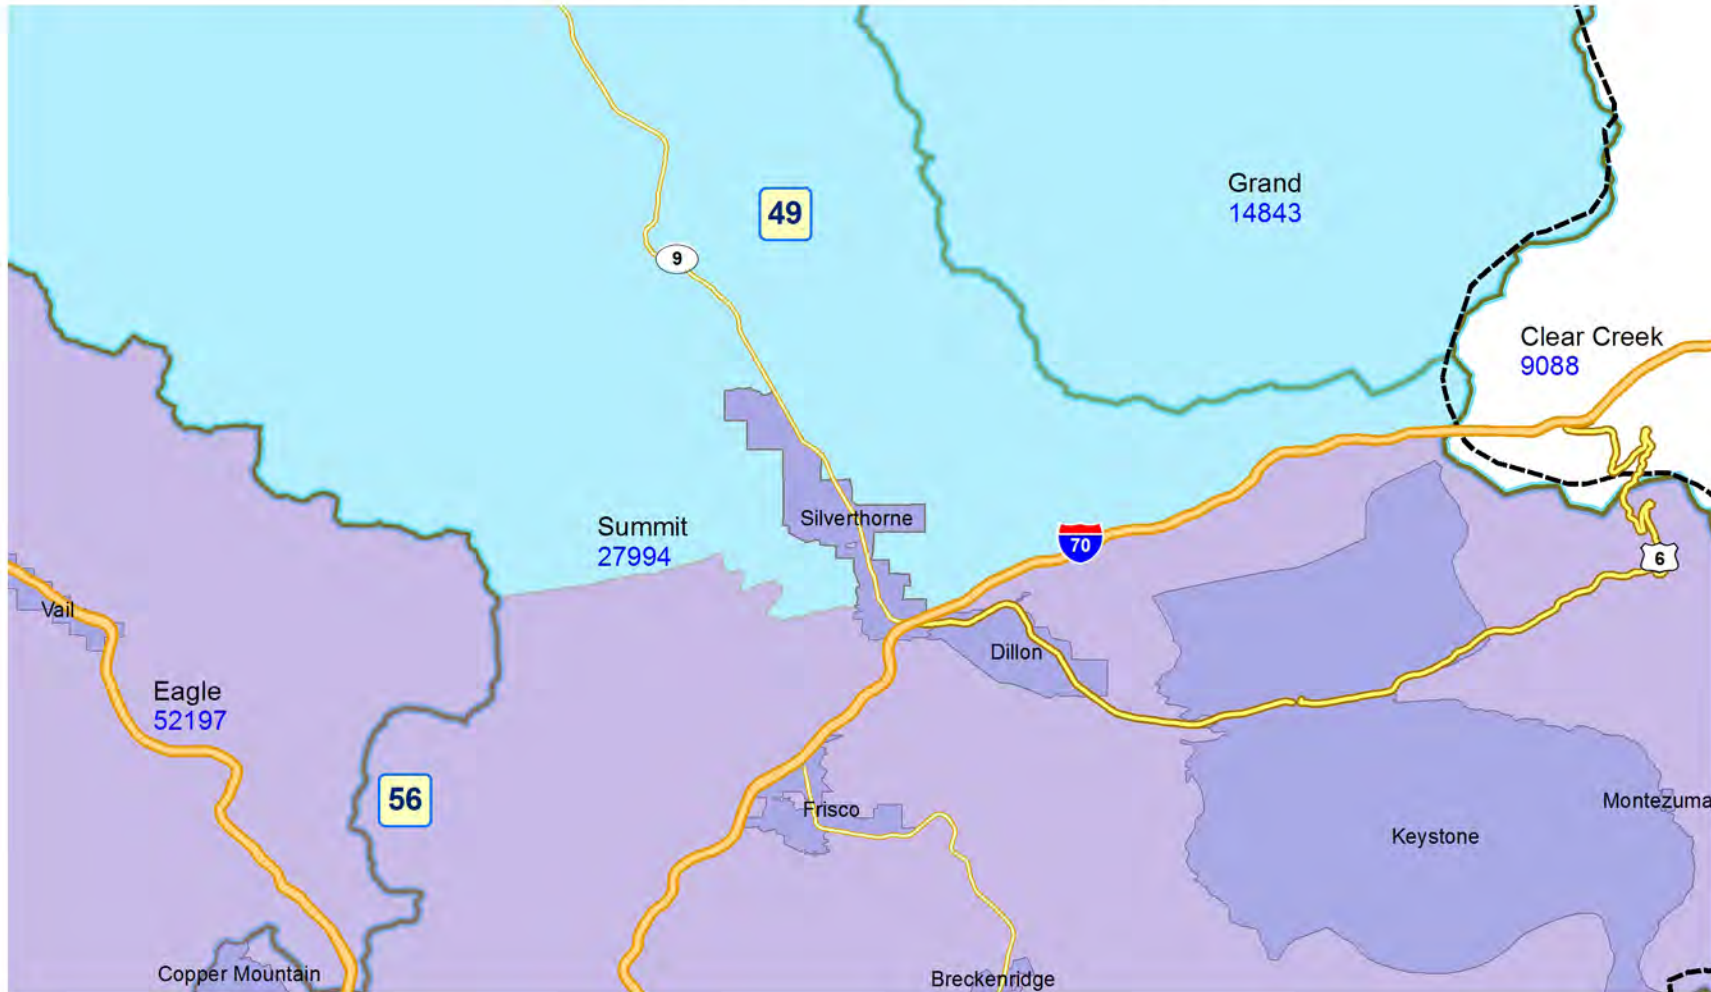 Grand
14843
49
9
Clear Creek
9088
Silverthorne
Summit
27994
70
6
Vail
Dillon
Eagle
52197
56
Frisco
Montezuma
Keystone
Copper Mountain
Breckenridge